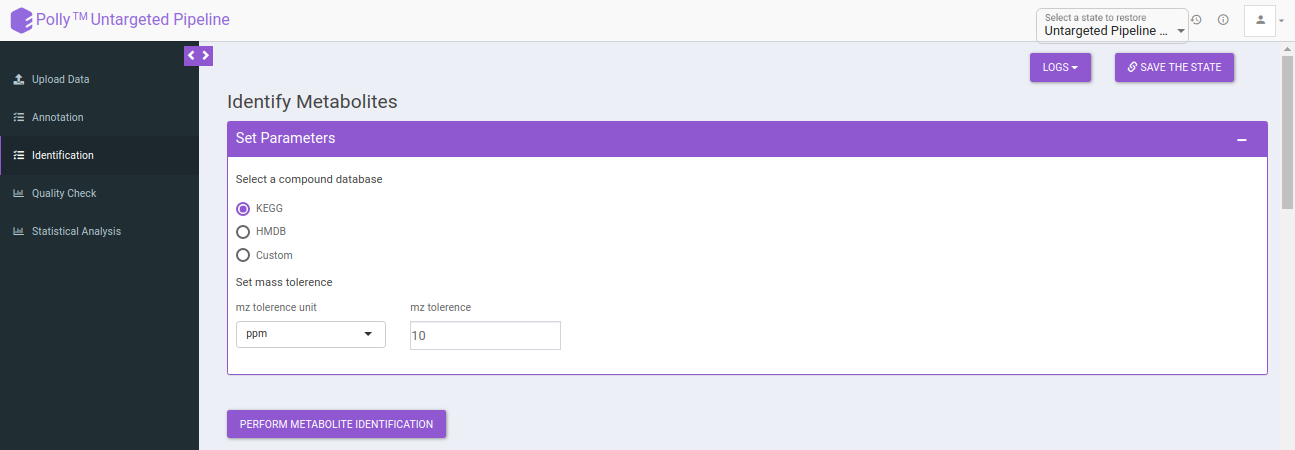 Polly TM Untargeted Pipeline
Select a state to restore
Untargeted Pipeline ...
LOGS
SAVE THE STATE
Upload Data
Annotation
Identification
Quality Check
Statistical Analysis
Identify Metabolites
Set Parameters
Select a compound database
KEGG
HMDB
Custom
Set mass tolerence
mz tolerence unit
mz tolerence
ppm
10
PERFORM METABOLITE IDENTIFICATION